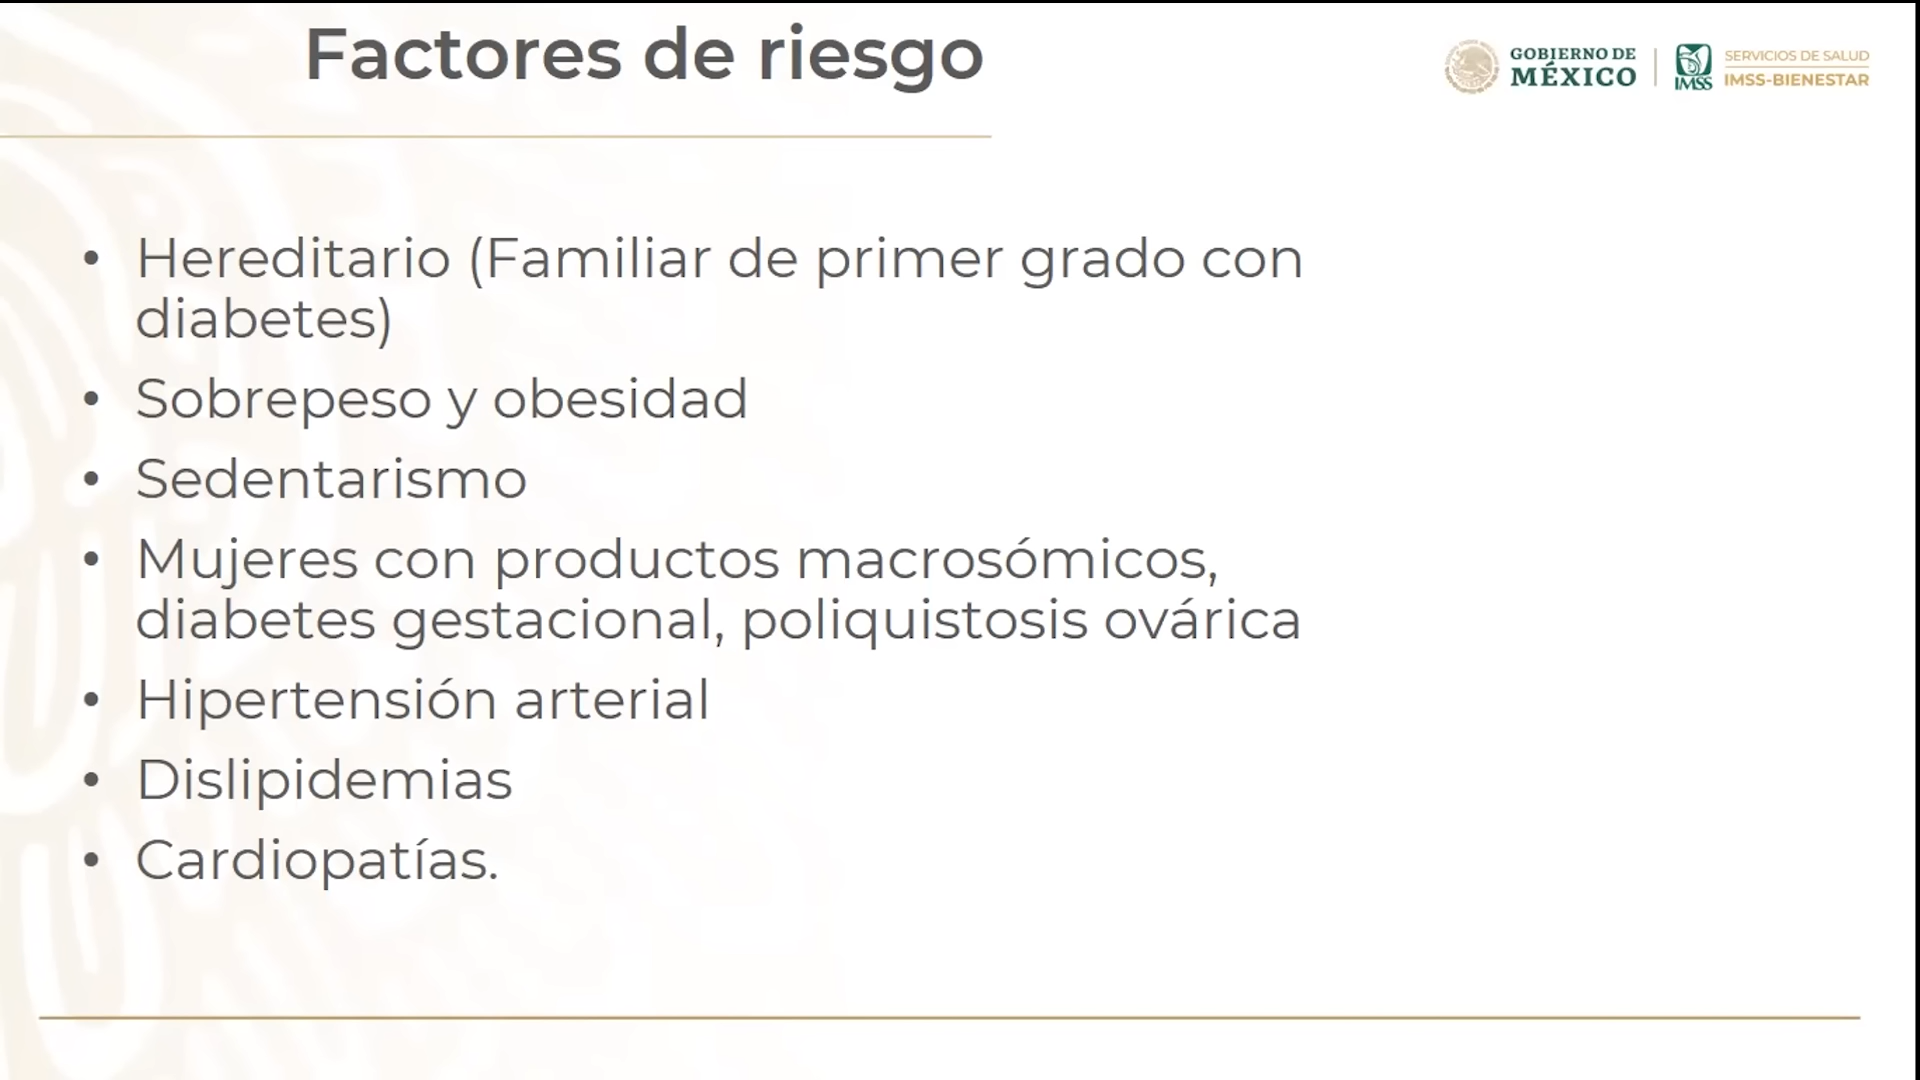 Factores de riesgo
GOBIERNO DE
MÉXICO
IMSS
SERVICIOS DE SALUD
IMSS-BIENESTAR
• Hereditario (Familiar de primer grado con
diabetes)
• Sobrepeso y obesidad
• Sedentarismo
• Mujeres con productos macrosómicos,
diabetes gestacional, poliquistosis ovárica
• Hipertensión arterial
• Dislipidemias
• Cardiopatías.